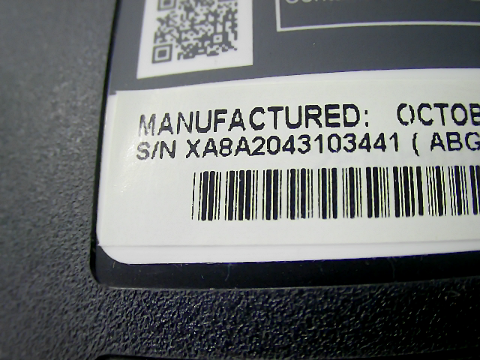 MANUFACTURED: OCTOB
S/N XA8A2043103441 ( ABG